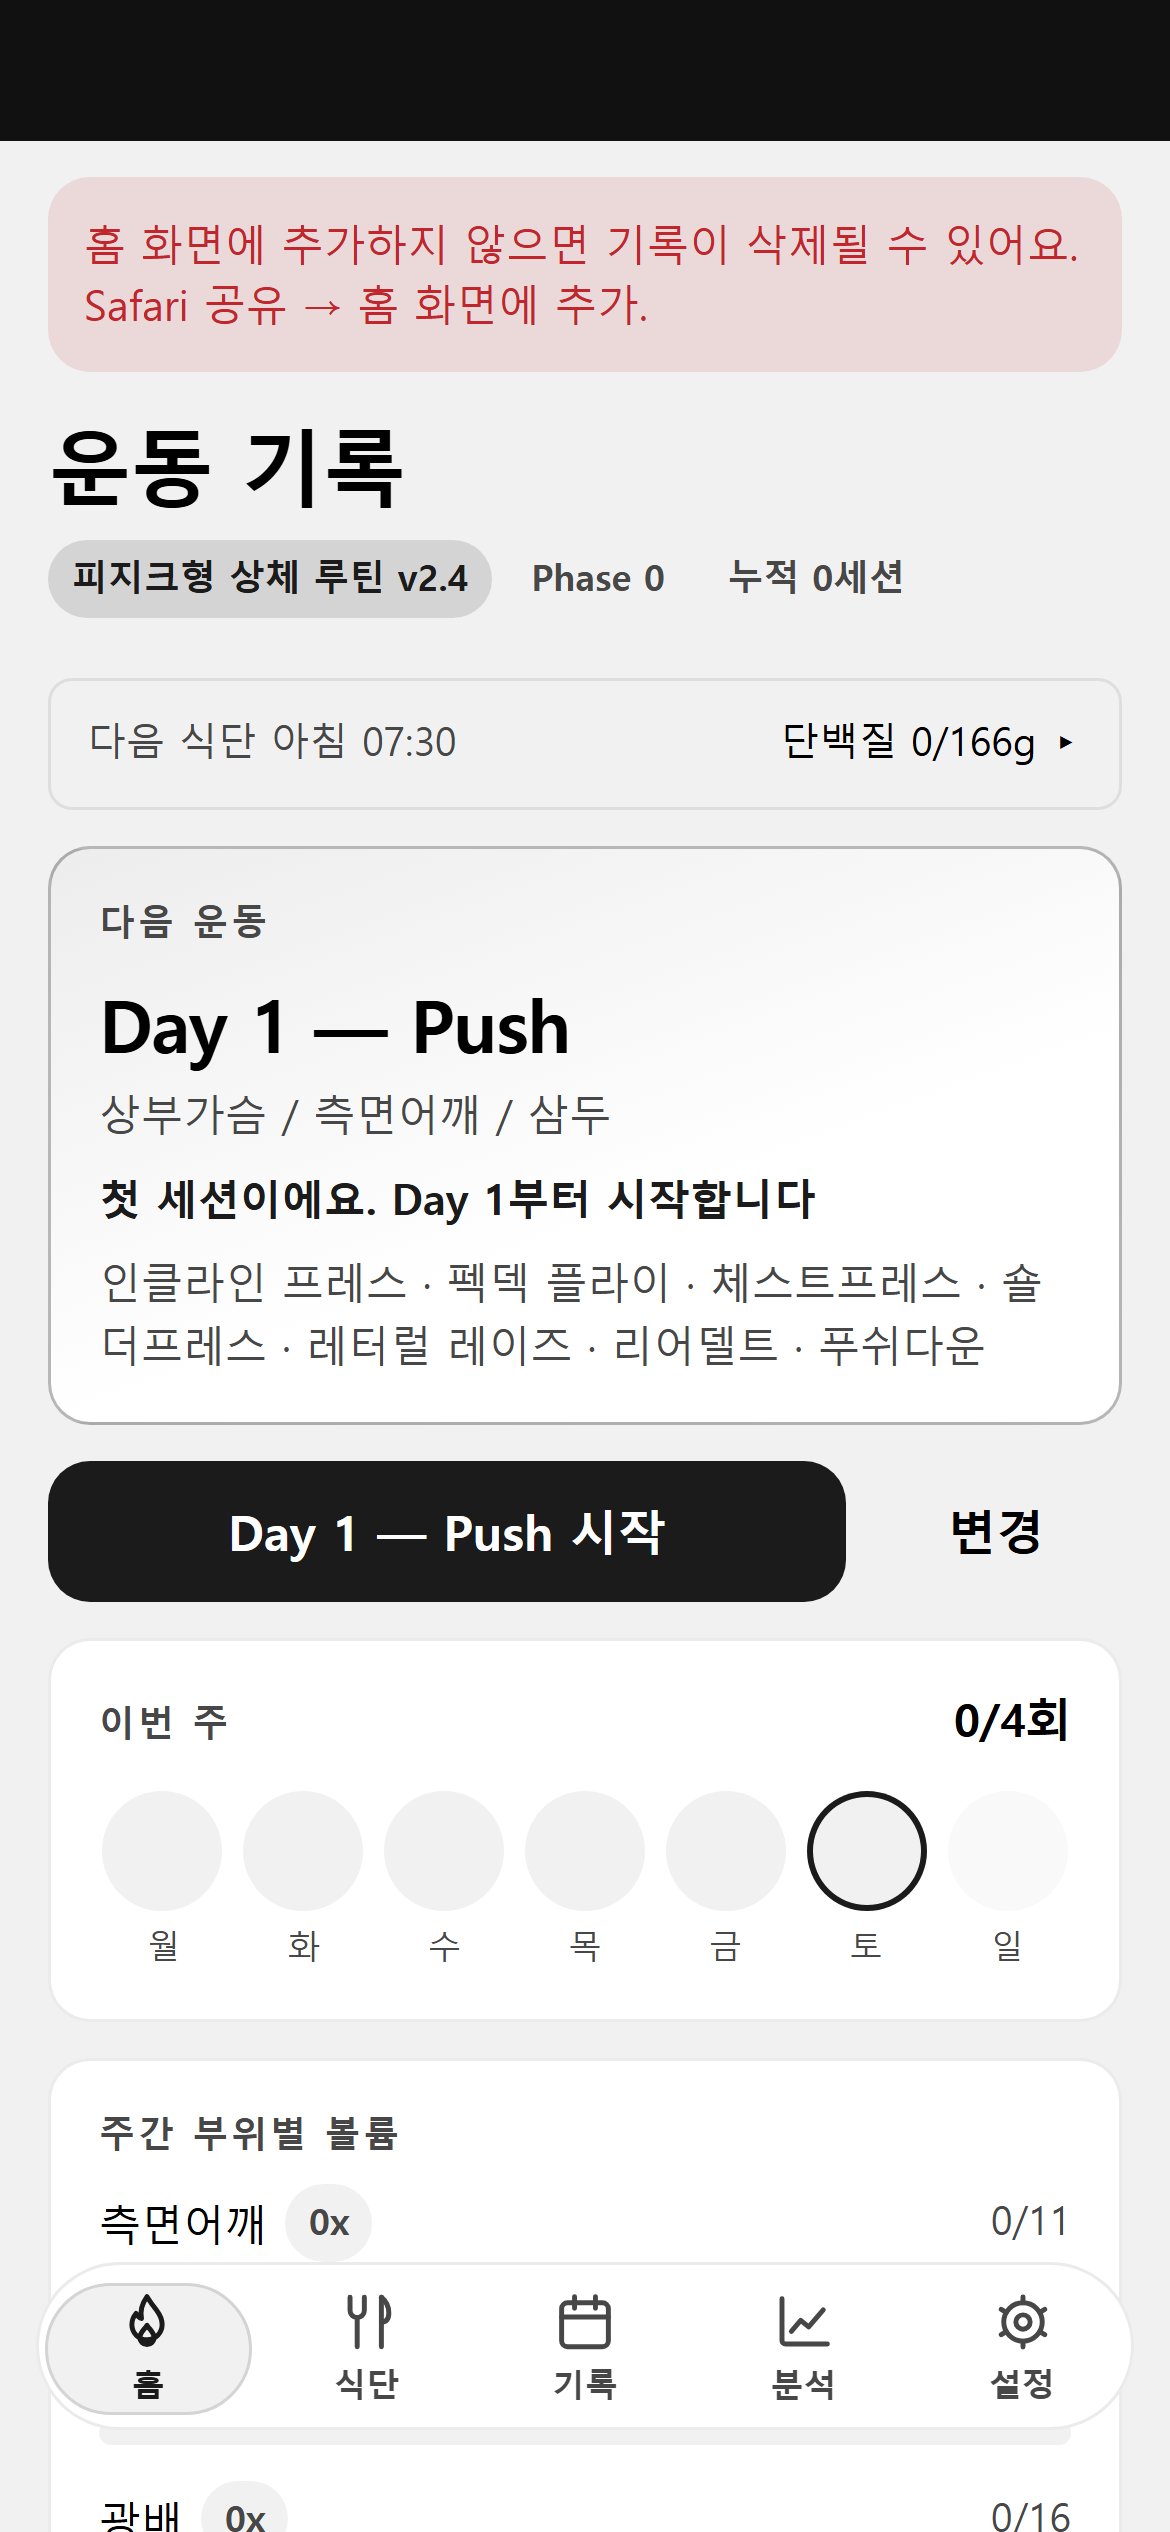 홈 화면에 추가하지 않으면 기록이 삭제될 수 있어요.
Safari 공유 → 홈 화면에 추가.
운동 기록
피지크형 상체 루틴 v2.4 Phase 0 누적 0세션
다음 식단 아침 07:30 단백질 0/166g ▸
다음 운동
Day 1 — Push
상부가슴 / 측면어깨 / 삼두
첫 세션이에요. Day 1부터 시작합니다
인클라인 프레스 · 펙덱 플라이 · 체스트프레스 · 숄
더프레스 · 레터럴 레이즈 · 리어델트 · 푸쉬다운
Day 1 — Push 시작 변경
이번 주 0/4회
월 화 수 목 금 토 일
주간 부위별 볼륨
측면어깨 0x 0/11
홈 식단 기록 분석 설정
광배 0x 0/16